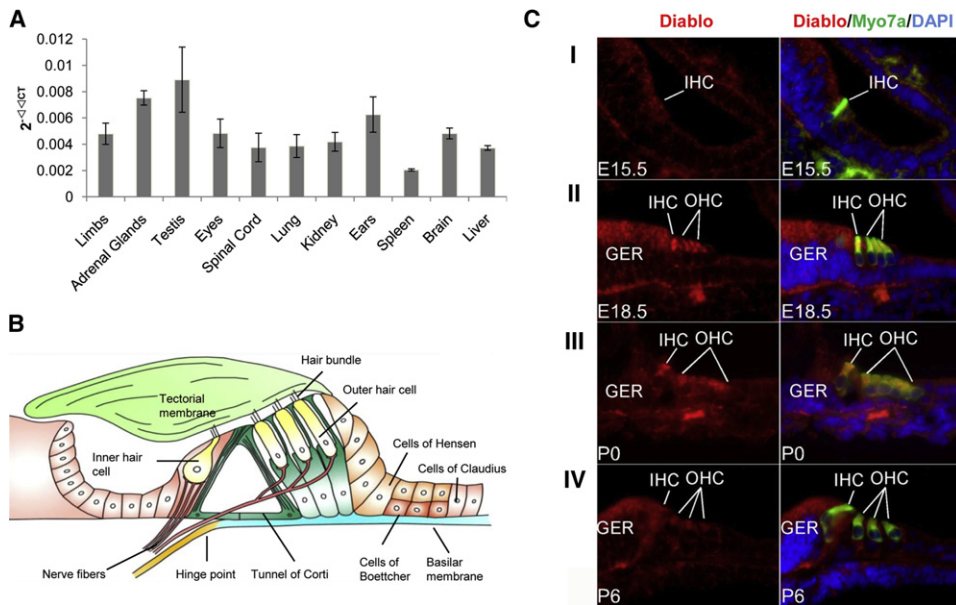 A
2^-ᐊᐊCT
0.012
0.01
0.008
0.006
0.004
0.002
0
Limbs
Adrenal Glands
Testis
Eyes
Spinal Cord
Lung
Kidney
Ears
Spleen
Brain
Liver
B
Hair bundle
Outer hair cell
Tectorial
membrane
Inner hair
cell
Cells of Hensen
Cells of Claudius
Nerve fibers
Hinge point
Tunnel of Corti
Cells of
Boettcher
Basilar
membrane
C
Diablo
Diablo/Myo7a/DAPI
I
IHC
E15.5
IHC
E15.5
II
IHC OHC
GER
E18.5
IHC OHC
GER
E18.5
III
IHC OHC
GER
P0
IHC OHC
GER
P0
IV
IHC OHC
GER
P6
IHC OHC
GER
P6